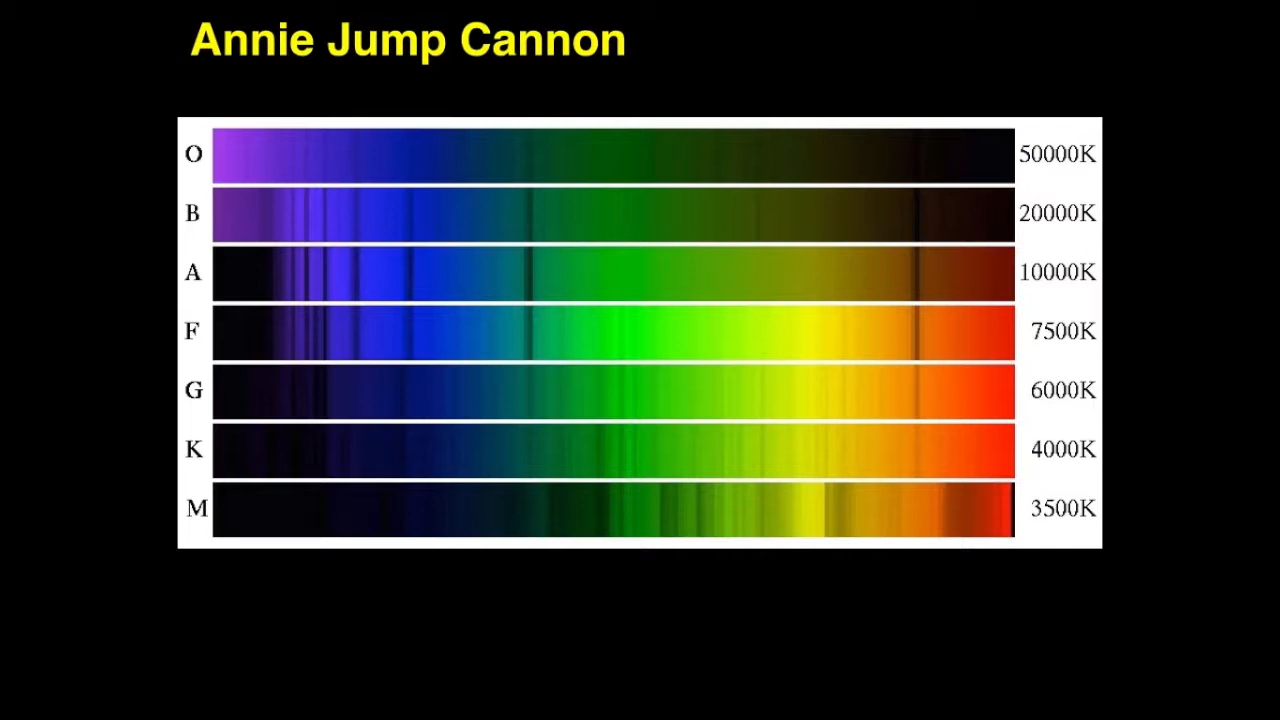 Annie Jump Cannon
O 50000K
B 20000K
A 10000K
F 7500K
G 6000K
K 4000K
M 3500K